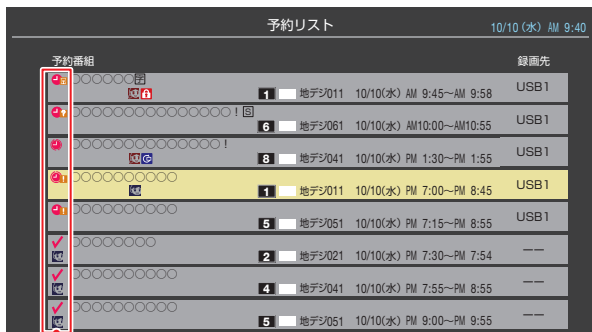 予約リスト
10/10(水) AM 9:40
予約番組
録画先
○○○○○○字
1 地デジ011 10/10(水) AM 9:45～AM 9:58 USB1
○○○○○○○○○○○○○○○!S
6 地デジ061 10/10(水) AM10:00～AM10:55 USB1
○○○○○○○○○○○○○○!
8 地デジ041 10/10(水) PM 1:30～PM 1:55 USB1
○○○○○○○○○○
1 地デジ011 10/10(水) PM 7:00～PM 8:45 USB1
○○○○○○○○○○
5 地デジ051 10/10(水) PM 7:15～PM 8:55 USB1
○○○○○○○○
2 地デジ021 10/10(水) PM 7:30～PM 7:54 ――
○○○○○○○○○○
4 地デジ041 10/10(水) PM 7:55～PM 8:55 ――
○○○○○○○○○○
5 地デジ051 10/10(水) PM 9:00～PM 9:55 ――